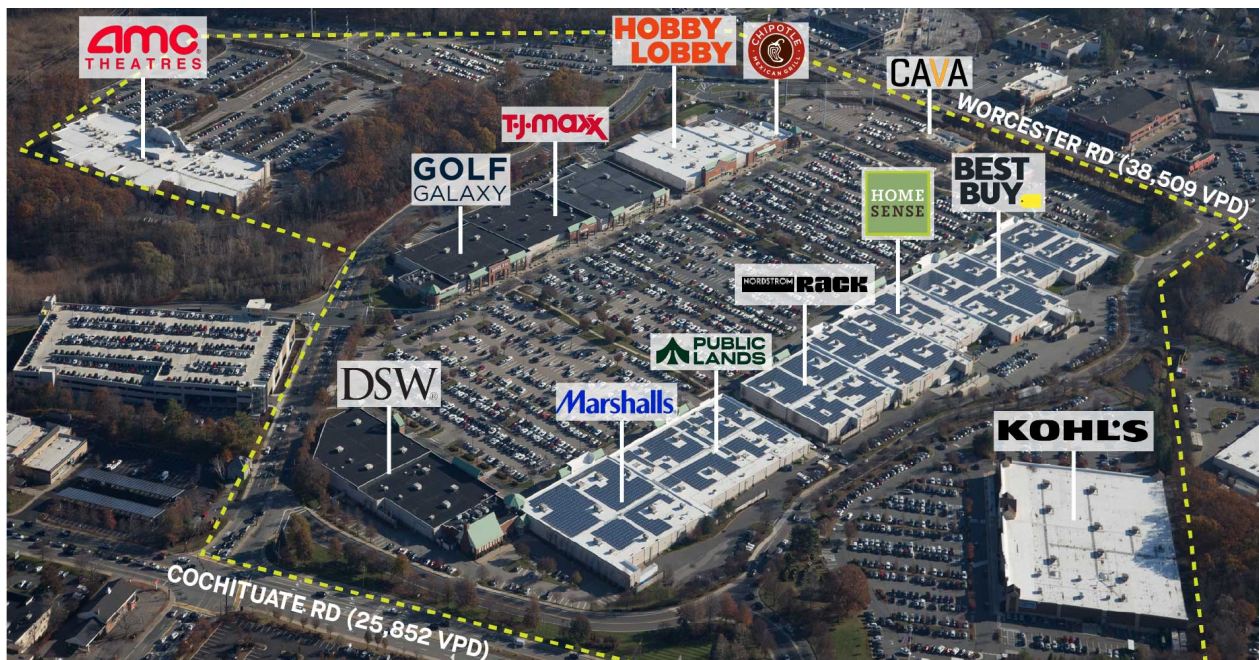 amc
THEATRES
HOBBY
LOBBY
CHIPOTLE
MEXICAN GRILL
CAVA
WORCESTER RD (38,509 VPD)
T·J·maxx
GOLF
GALAXY
BEST
BUY
HOME
SENSE
NORDSTROM rack
PUBLIC
LANDS
DSW
Marshalls
KOHL'S
COCHITUATE RD (25,852 VPD)